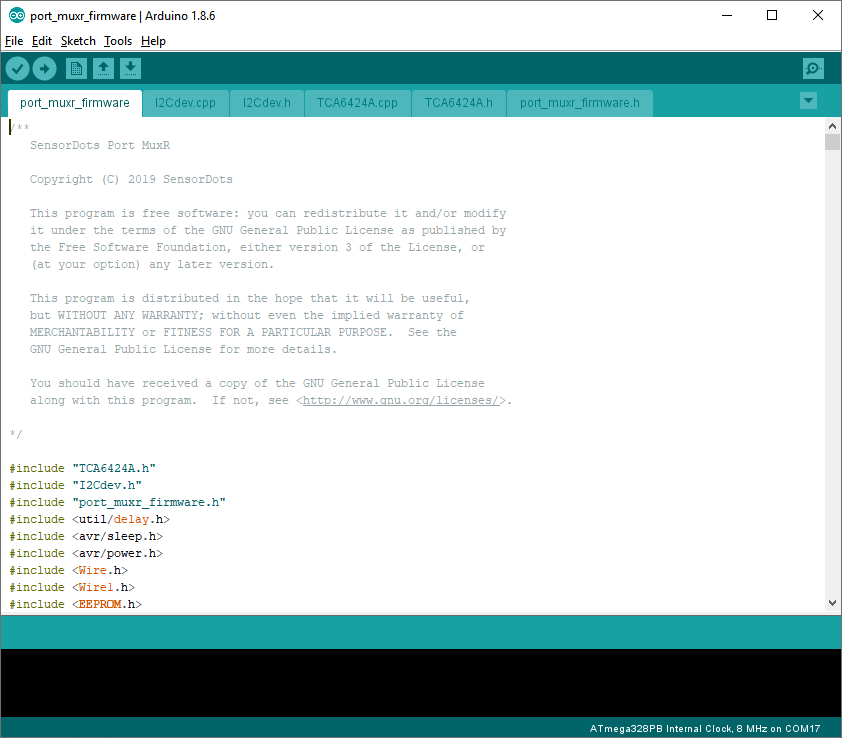 port_muxr_firmware | Arduino 1.8.6
File Edit Sketch Tools Help
port_muxr_firmware I2Cdev.cpp I2Cdev.h TCA6424A.cpp TCA6424A.h port_muxr_firmware.h
/**
SensorDots Port MuxR
Copyright (C) 2019 SensorDots
This program is free software: you can redistribute it and/or modify
it under the terms of the GNU General Public License as published by
the Free Software Foundation, either version 3 of the License, or
(at your option) any later version.
This program is distributed in the hope that it will be useful,
but WITHOUT ANY WARRANTY; without even the implied warranty of
MERCHANTABILITY or FITNESS FOR A PARTICULAR PURPOSE.  See the
GNU General Public License for more details.
You should have received a copy of the GNU General Public License
along with this program.  If not, see <http://www.gnu.org/licenses/>.
*/
#include "TCA6424A.h"
#include "I2Cdev.h"
#include "port_muxr_firmware.h"
#include <util/delay.h>
#include <avr/sleep.h>
#include <avr/power.h>
#include <Wire.h>
#include <Wire1.h>
#include <EEPROM.h>
ATmega328PB Internal Clock, 8 MHz on COM17